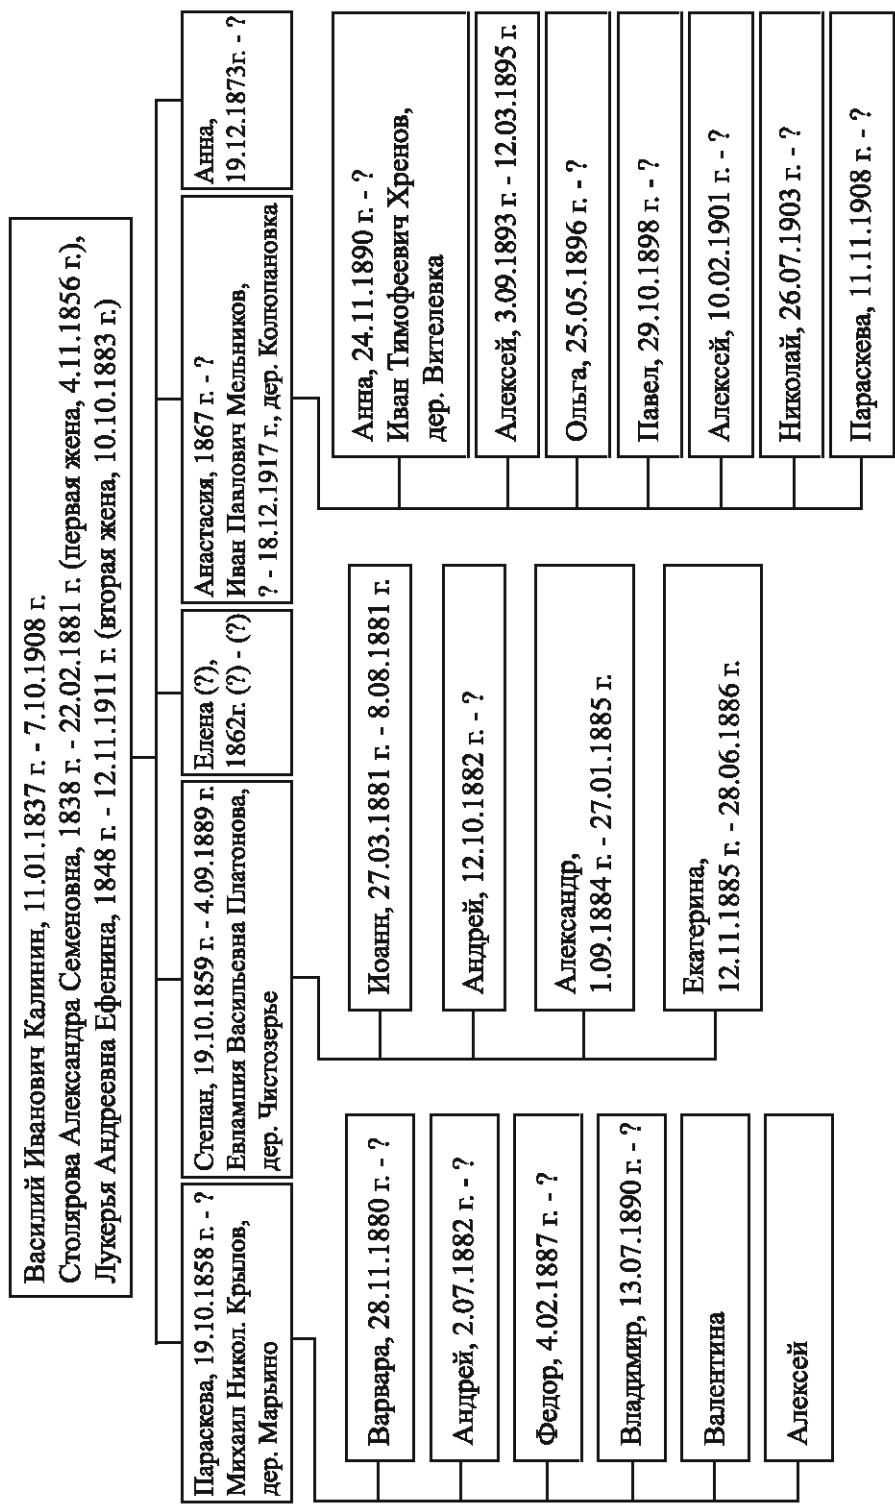 Василий Иванович Калинин, 11.01.1837 г. - 7.10.1908 г.
Столярова Александра Семеновна, 1838 г. - 22.02.1881 г. (первая жена, 4.11.1856 г.),
Лукерья Андреевна Ефенина, 1848 г. - 12.11.1911 г. (вторая жена, 10.10.1883 г.)
Параскева, 19.10.1858 г. - ?
Михаил Никол. Крылов,
дер. Марьино
Степан, 19.10.1859 г. - 4.09.1889 г.
Евлампия Васильевна Платонова,
дер. Чистозерье
Елена (?),
1862г. (?) - (?)
Анастасия, 1867 г. - ?
Иван Павлович Мельников,
? - 18.12.1917 г., дер. Колюпановка
Анна,
19.12.1873г. - ?
Варвара, 28.11.1880 г. - ?
Андрей, 2.07.1882 г. - ?
Федор, 4.02.1887 г. - ?
Владимир, 13.07.1890 г. - ?
Валентина
Алексей
Иоанн, 27.03.1881 г. - 8.08.1881 г.
Андрей, 12.10.1882 г. - ?
Александр,
1.09.1884 г. - 27.01.1885 г.
Екатерина,
12.11.1885 г. - 28.06.1886 г.
Анна, 24.11.1890 г. - ?
Иван Тимофеевич Хренов,
дер. Вителевка
Алексей, 3.09.1893 г. - 12.03.1895 г.
Ольга, 25.05.1896 г. - ?
Павел, 29.10.1898 г. - ?
Алексей, 10.02.1901 г. - ?
Николай, 26.07.1903 г. - ?
Параскева, 11.11.1908 г. - ?